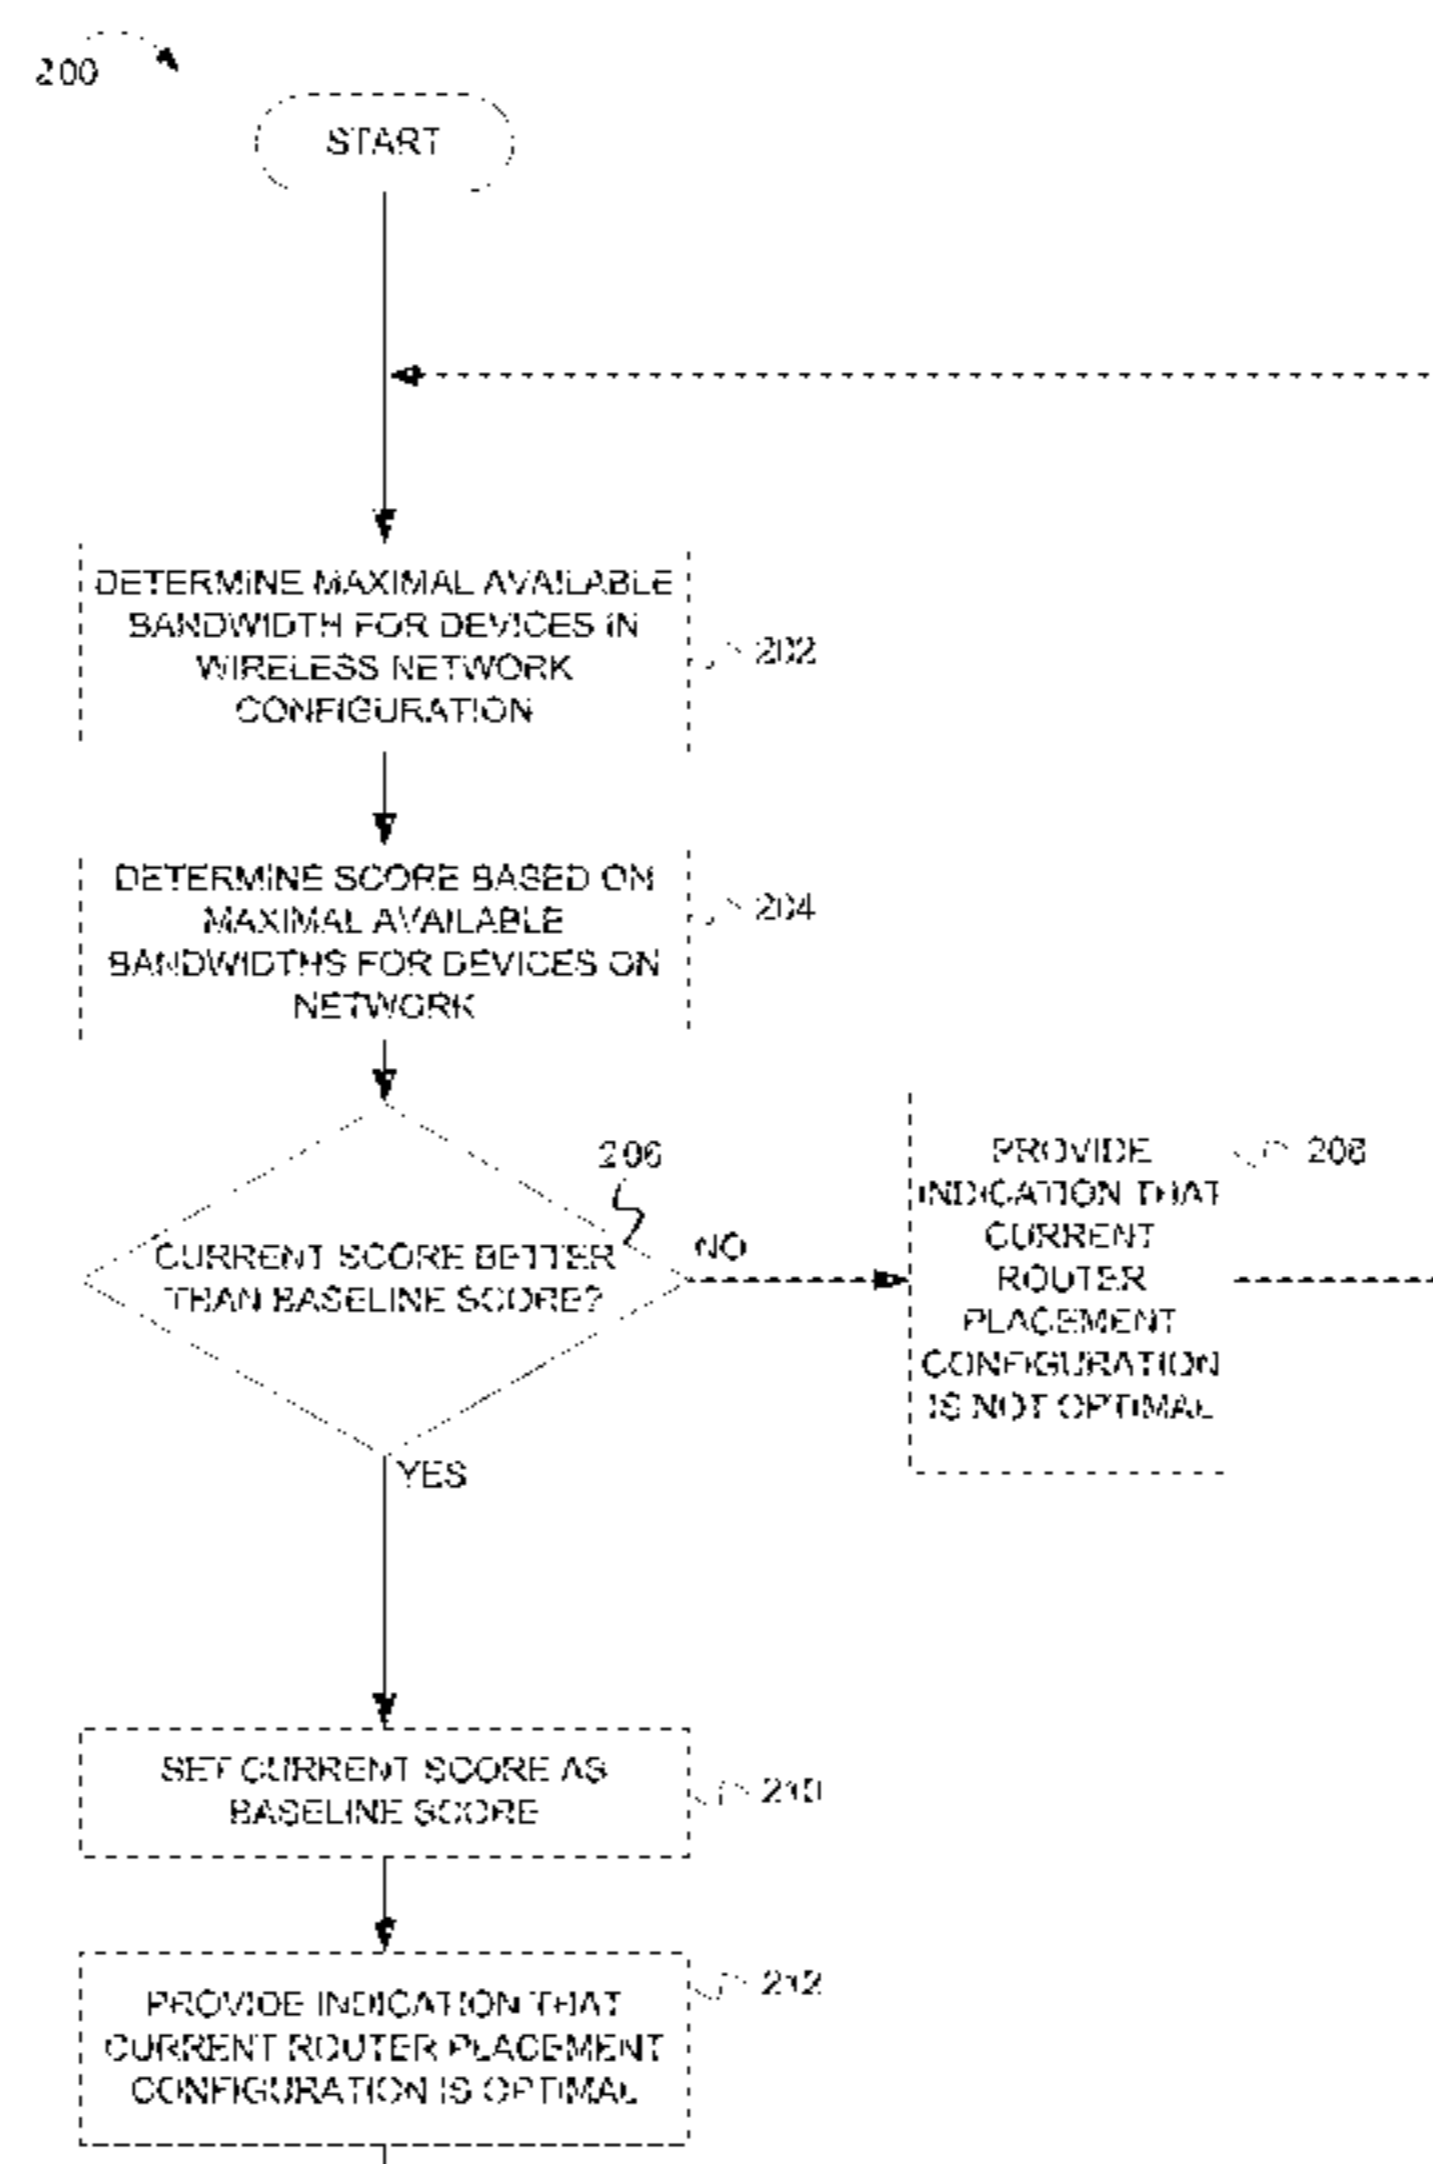 200
START
DETERMINE MAXIMAL AVAILABLE
BANDWIDTH FOR DEVICES IN
WIRELESS NETWORK
CONFIGURATION
202
DETERMINE SCORE BASED ON
MAXIMAL AVAILABLE
BANDWIDTHS FOR DEVICES ON
NETWORK
204
206
CURRENT SCORE BETTER
THAN BASELINE SCORE?
NO
PROVIDE
INDICATION THAT
CURRENT
ROUTER
PLACEMENT
CONFIGURATION
IS NOT OPTIMAL
208
YES
SET CURRENT SCORE AS
BASELINE SCORE
210
PROVIDE INDICATION THAT
CURRENT ROUTER PLACEMENT
CONFIGURATION IS OPTIMAL
212